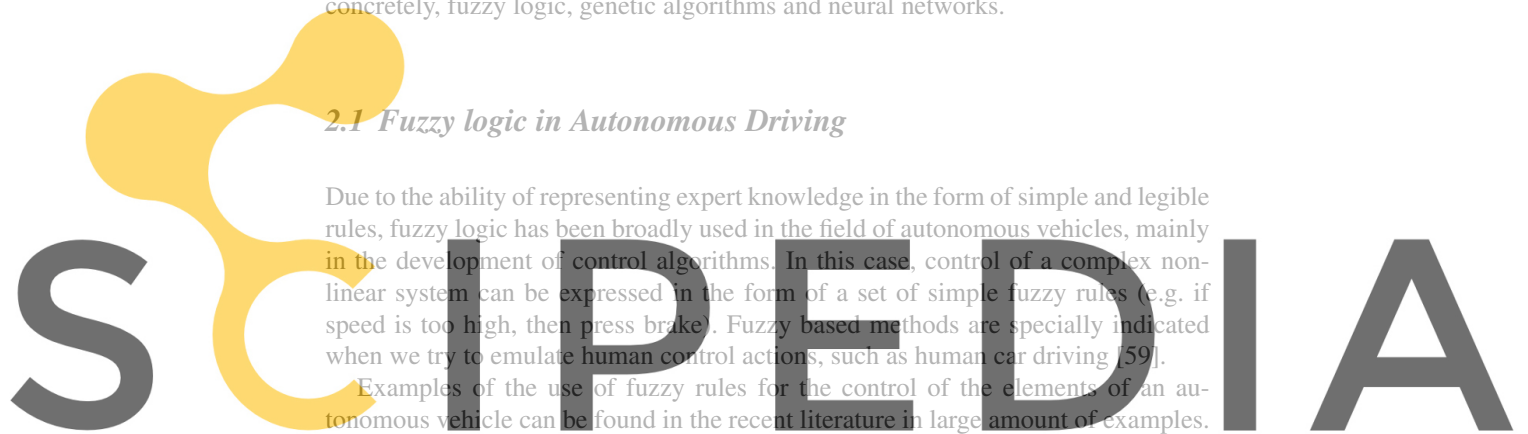 concretely, fuzzy logic, genetic algorithms and neural networks.
2.1 Fuzzy logic in Autonomous Driving
Due to the ability of representing expert knowledge in the form of simple and legible
rules, fuzzy logic has been broadly used in the field of autonomous vehicles, mainly
in the development of control algorithms. In this case, control of a complex non-
linear system can be expressed in the form of a set of simple fuzzy rules (e.g. if
speed is too high, then press brake). Fuzzy based methods are specially indicated
when we try to emulate human control actions, such as human car driving [59].
Examples of the use of fuzzy rules for the control of the elements of an au-
tonomous vehicle can be found in the recent literature in large amount of examples.
SCIPEDIA